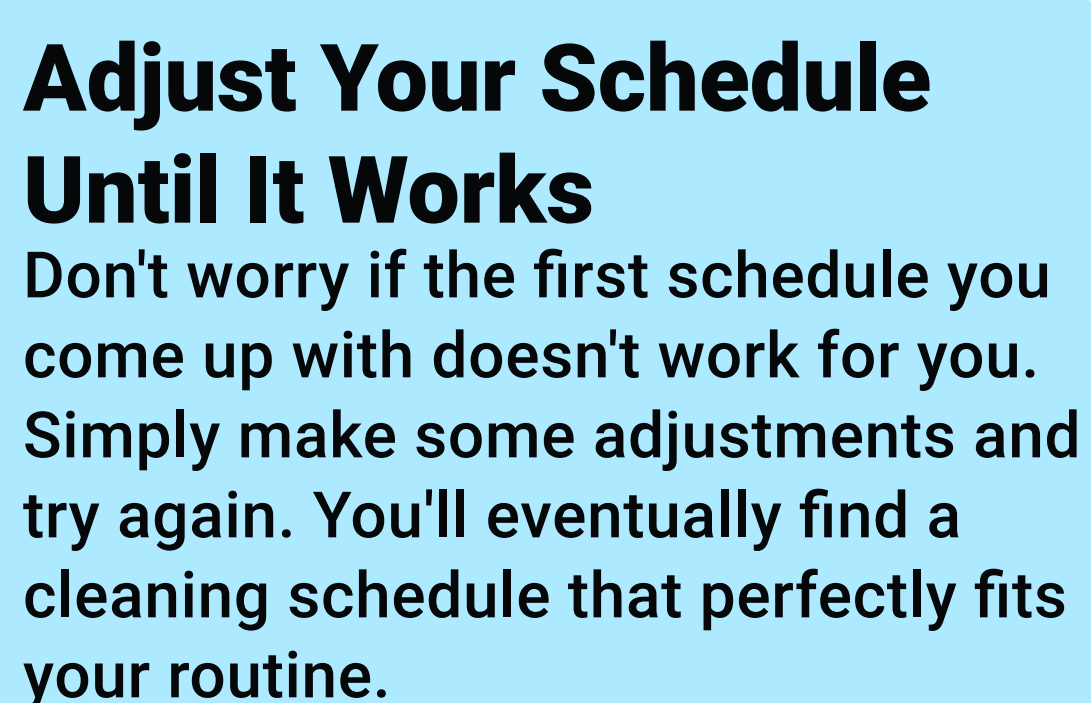 Adjust Your Schedule
Until It Works
Don't worry if the first schedule you
come up with doesn't work for you.
Simply make some adjustments and
try again. You'll eventually find a
cleaning schedule that perfectly fits
your routine.